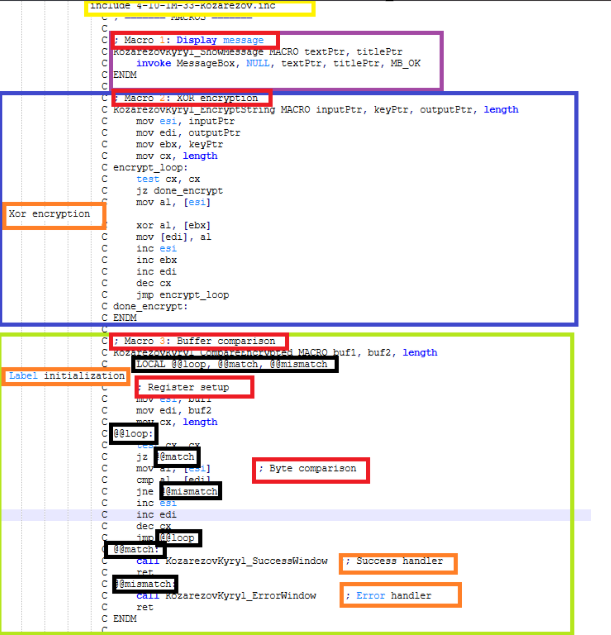 include 4-10-IM-33-Kozarezov.inc
C ; ======= MACROS =======
C
C ; Macro 1: Display message
C KozarezovKyryl_ShowMessage MACRO textPtr, titlePtr
C invoke MessageBox, NULL, textPtr, titlePtr, MB_OK
C ENDM
C
C ; Macro 2: XOR encryption
C KozarezovKyryl_EncryptString MACRO inputPtr, keyPtr, outputPtr, length
C mov esi, inputPtr
C mov edi, outputPtr
C mov ebx, keyPtr
C mov cx, length
C encrypt_loop:
C test cx, cx
C jz done_encrypt
C mov al, [esi]
Xor encryption C
C xor al, [ebx]
C mov [edi], al
C inc esi
C inc ebx
C inc edi
C dec cx
C jmp encrypt_loop
C done_encrypt:
C ENDM
C
C ; Macro 3: Buffer comparison
C KozarezovKyryl_CompareEncrypted MACRO buf1, buf2, length
C LOCAL @@loop, @@match, @@mismatch
Label initialization C
C ; Register setup
C mov esi, buf1
C mov edi, buf2
C mov cx, length
C @@loop:
C test cx, cx
C jz @@match
C mov al, [esi] ; Byte comparison
C cmp al, [edi]
C jne @@mismatch
C inc esi
C inc edi
C dec cx
C jmp @@loop
C @@match:
C call KozarezovKyryl_SuccessWindow ; Success handler
C ret
C @@mismatch:
C call KozarezovKyryl_ErrorWindow ; Error handler
C ret
C ENDM
C